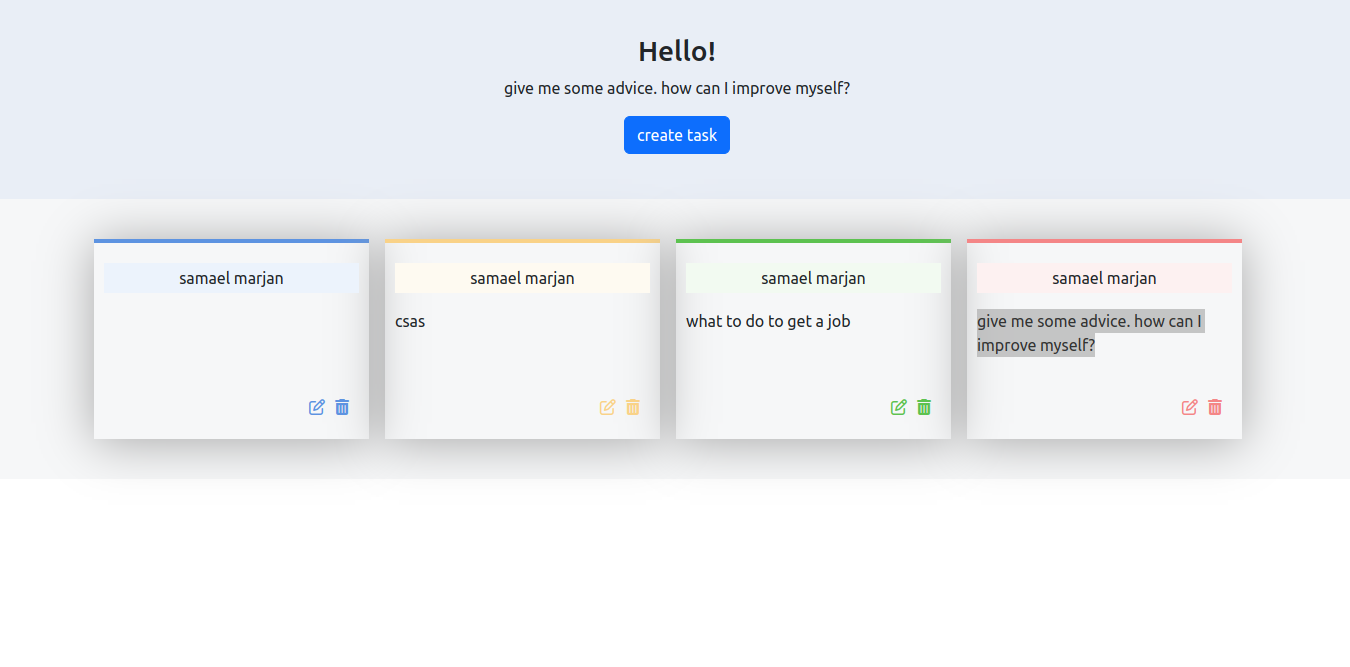 Hello!
give me some advice. how can I improve myself?
create task
samael marjan
samael marjan
csas
samael marjan
what to do to get a job
samael marjan
give me some advice. how can I
improve myself?